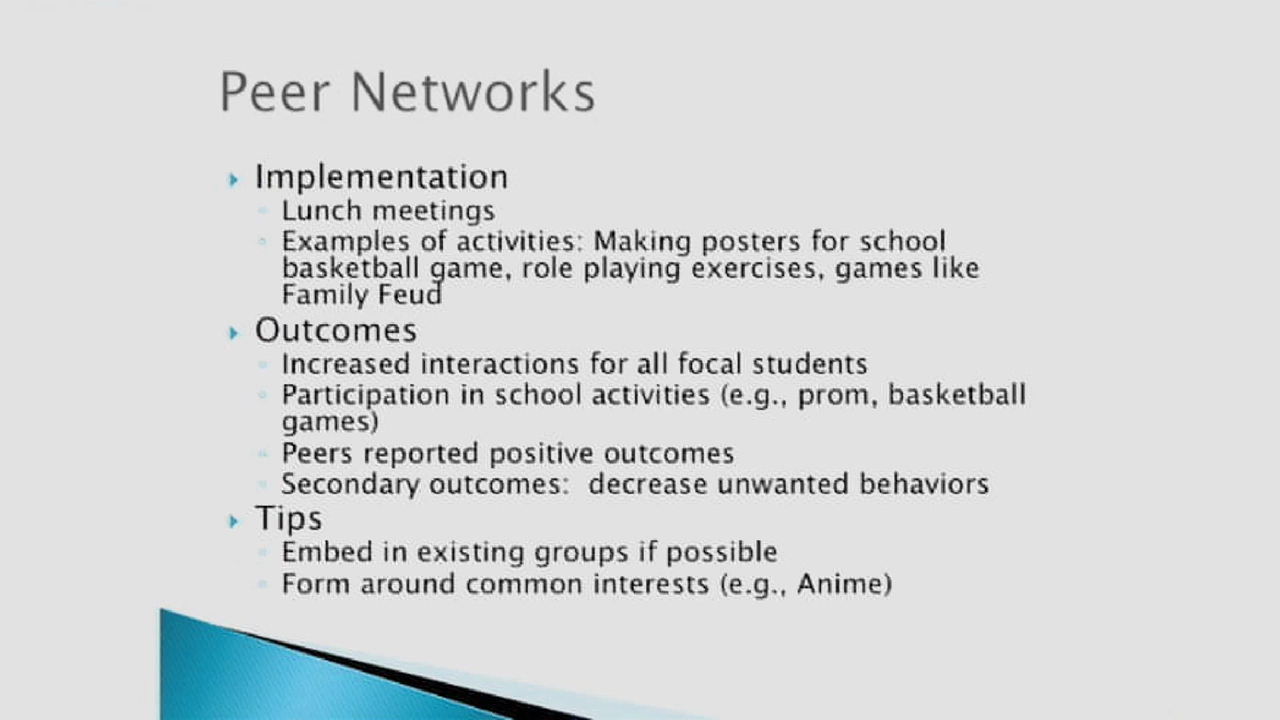 Peer Networks
Implementation
Lunch meetings
Examples of activities: Making posters for school
basketball game, role playing exercises, games like
Family Feud
Outcomes
Increased interactions for all focal students
Participation in school activities (e.g., prom, basketball
games)
Peers reported positive outcomes
Secondary outcomes:  decrease unwanted behaviors
Tips
Embed in existing groups if possible
Form around common interests (e.g., Anime)